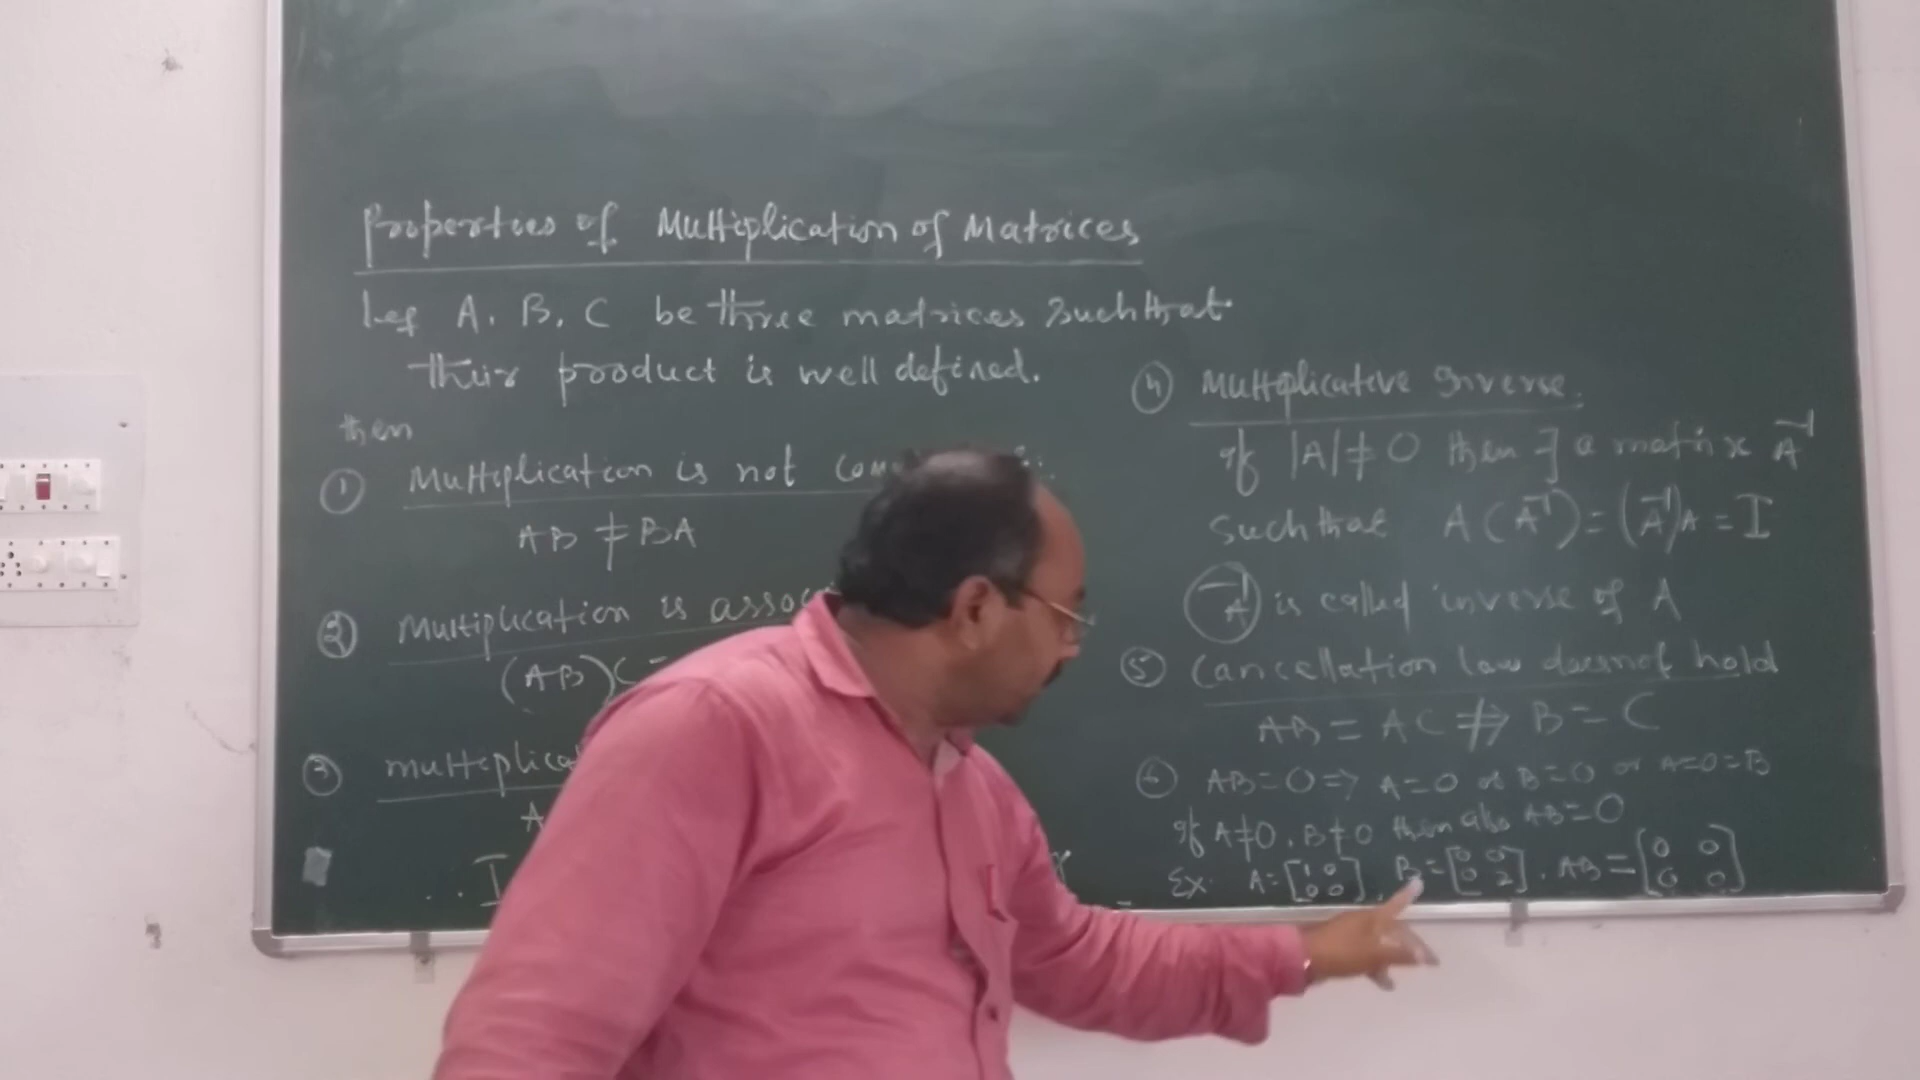 Properties of Multiplication of Matrices
Let A, B, C be three matrices such that
their product is well defined.
then
① Multiplication is not
AB ≠ BA
② Multiplication is
(AB)C =
③
A
I
④ Multiplicative Inverse.
If |A| ≠ 0 then ∃ a matrix A⁻¹
such that A(A⁻¹) = (A⁻¹)A = I
A⁻¹ is called inverse of A
⑤ Cancellation law does not hold
AB = AC ⇏ B = C
⑥ AB = 0 => A = 0 or B = 0 or A = 0 = B
If A ≠ 0, B ≠ 0 then also AB = 0
Ex. A = [1 0; 0 0], B = [0 0; 0 2]. AB = [0 0; 0 0]